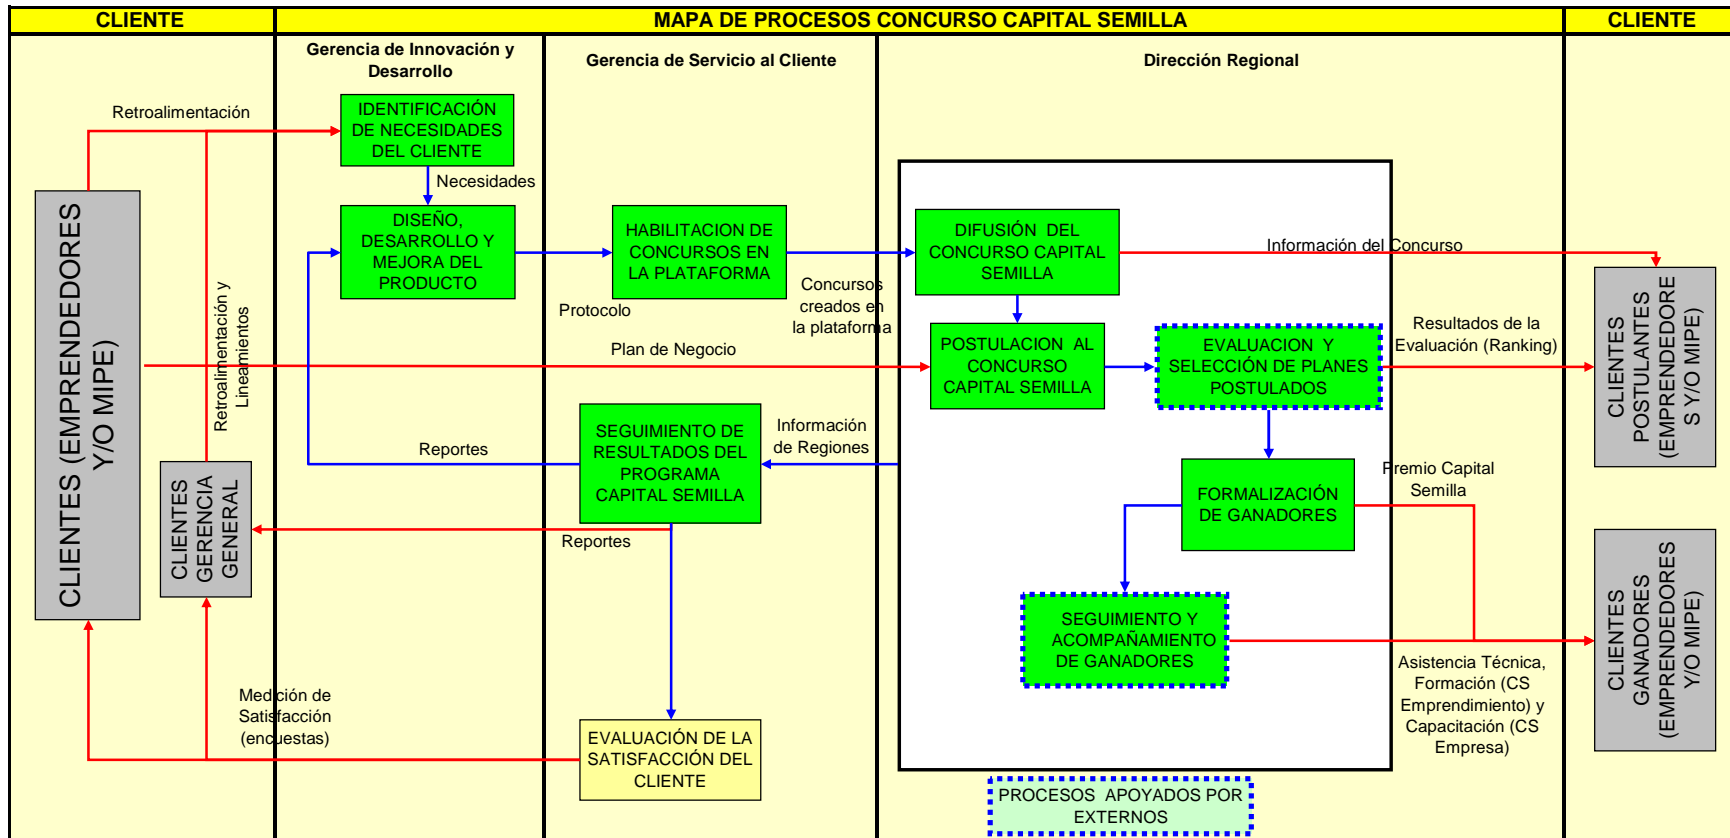 CLIENTE
MAPA DE PROCESOS CONCURSO CAPITAL SEMILLA
CLIENTE
Gerencia de Innovación y
Desarrollo
Gerencia de Servicio al Cliente
Dirección Regional
Retroalimentación
IDENTIFICACIÓN
DE NECESIDADES
DEL CLIENTE
Necesidades
DISEÑO,
DESARROLLO Y
MEJORA DEL
PRODUCTO
HABILITACION DE
CONCURSOS EN
LA PLATAFORMA
DIFUSIÓN DEL
CONCURSO CAPITAL
SEMILLA
Información del Concurso
Protocolo
Concursos
creados en
la plataforma
Plan de Negocio
POSTULACION AL
CONCURSO
CAPITAL SEMILLA
EVALUACION Y
SELECCIÓN DE PLANES
POSTULADOS
Resultados de la
Evaluación (Ranking)
CLIENTES
POSTULANTES
(EMPRENDEDORE
S Y/O MIPE)
CLIENTES (EMPRENDEDORES
Y/O MIPE)
Retroalimentación y
Lineamientos
CLIENTES
GERENCIA
GENERAL
Reportes
SEGUIMIENTO DE
RESULTADOS DEL
PROGRAMA
CAPITAL SEMILLA
Información
de Regiones
Reportes
FORMALIZACIÓN
DE GANADORES
Premio Capital
Semilla
SEGUIMIENTO Y
ACOMPAÑAMIENTO
DE GANADORES
CLIENTES
GANADORES
(EMPRENDEDORES
Y/O MIPE)
Asistencia Técnica,
Formación (CS
Emprendimiento) y
Capacitación (CS
Empresa)
Medición de
Satisfacción
(encuestas)
EVALUACIÓN DE LA
SATISFACCIÓN DEL
CLIENTE
PROCESOS APOYADOS POR
EXTERNOS